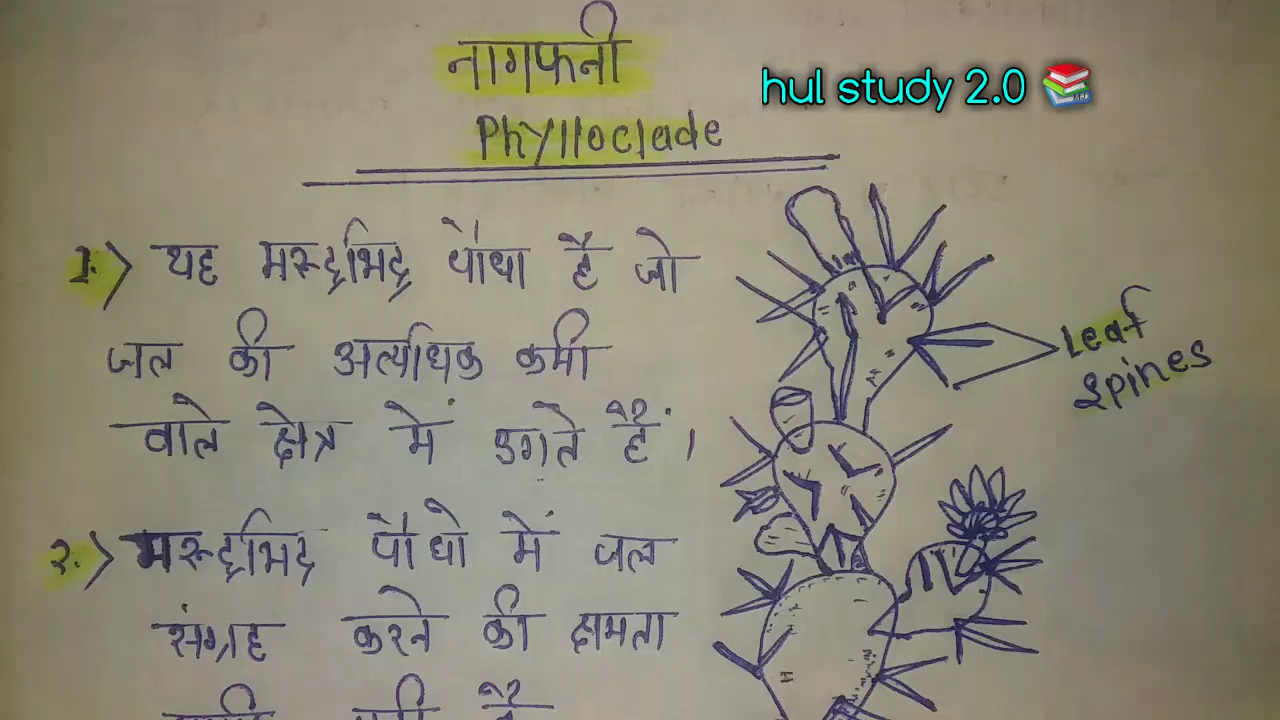 नागफनी
hul study 2.0
Phylloclade
1.) यह मरूद्भिद् पौधा है जो
जल की अत्यधिक कमी
वाले क्षेत्र में उगते हैं।
Leaf
Spines
२.) मरूद्भिद् पौधो में जल
संग्रह करने की क्षमता